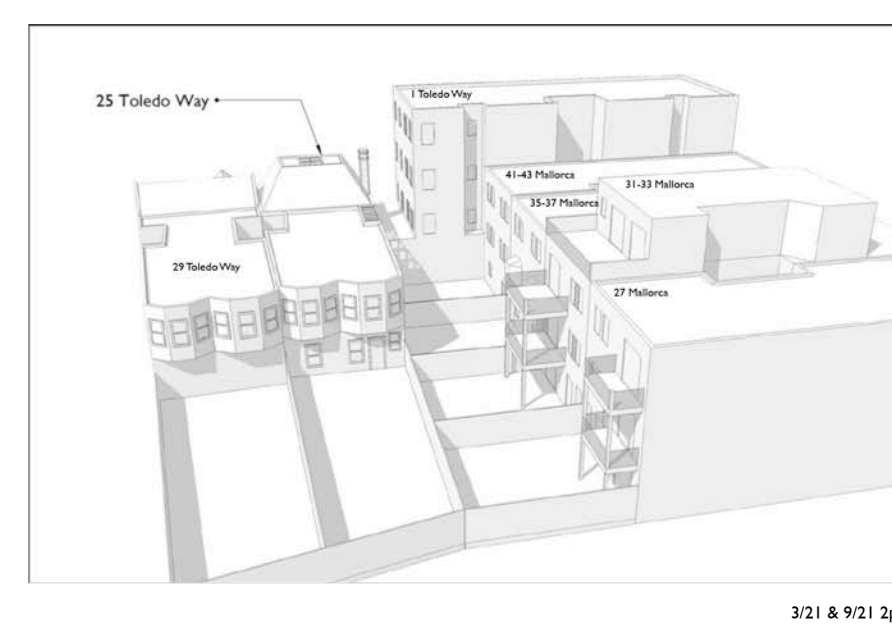 25 Toledo Way
1 Toledo Way
41-43 Mallorca
31-33 Mallorca
35-37 Mallorca
29 Toledo Way
27 Mallorca
3/21 & 9/21 2p